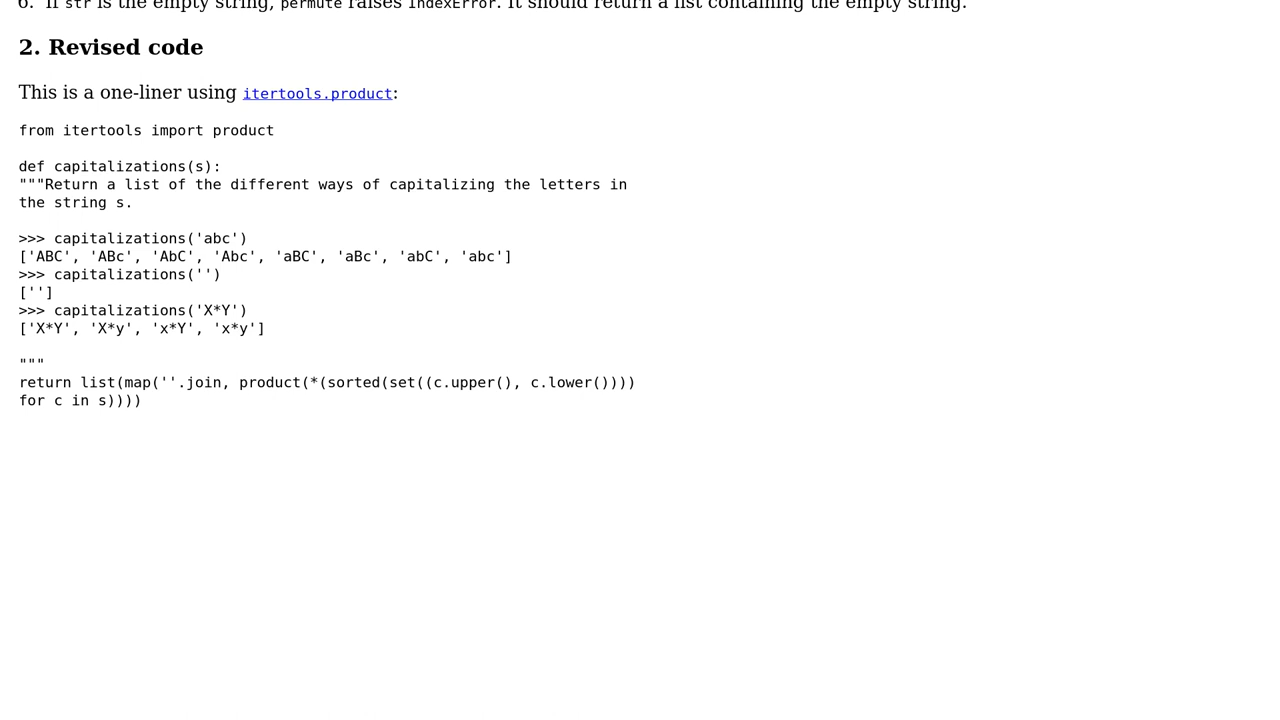 6. If str is the empty string, permute raises IndexError. It should return a list containing the empty string.
2. Revised code
This is a one-liner using itertools.product:
from itertools import product
def capitalizations(s):
"""Return a list of the different ways of capitalizing the letters in
the string s.
>>> capitalizations('abc')
['ABC', 'ABc', 'AbC', 'Abc', 'aBC', 'aBc', 'abC', 'abc']
>>> capitalizations('')
['']
>>> capitalizations('X*Y')
['X*Y', 'X*y', 'x*Y', 'x*y']
"""
return list(map(''.join, product(*(sorted(set((c.upper(), c.lower())))
for c in s))))